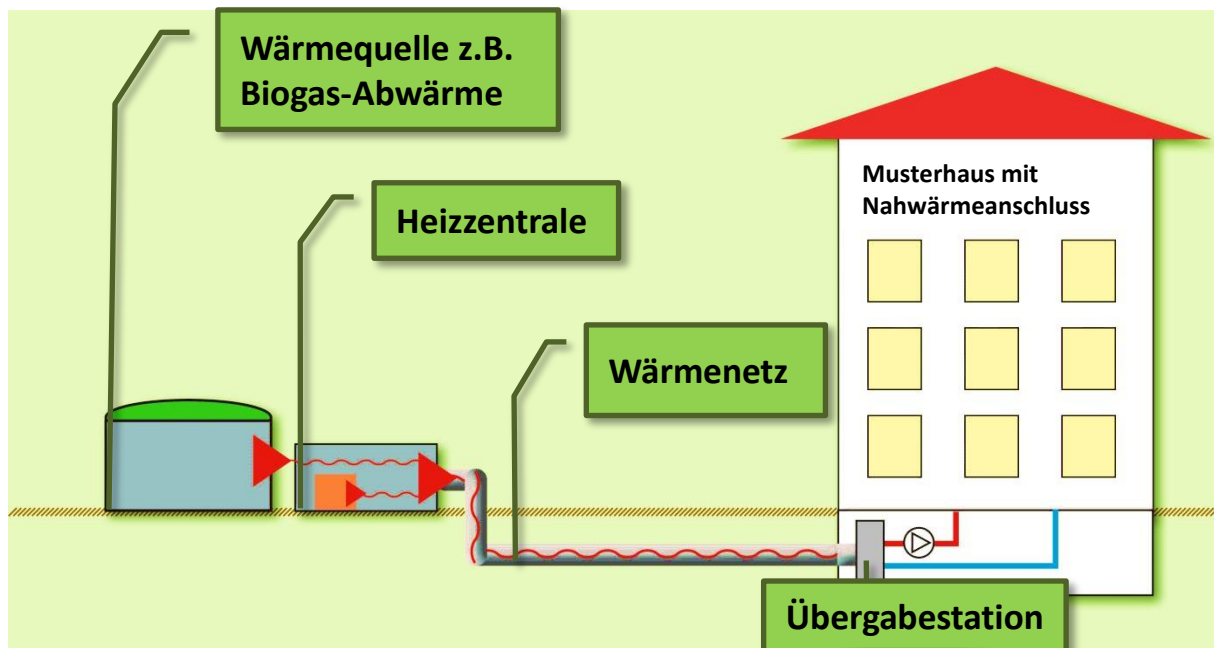 Wärmequelle z.B.
Biogas-Abwärme
Heizzentrale
Musterhaus mit
Nahwärmeanschluss
Wärmenetz
Übergabestation